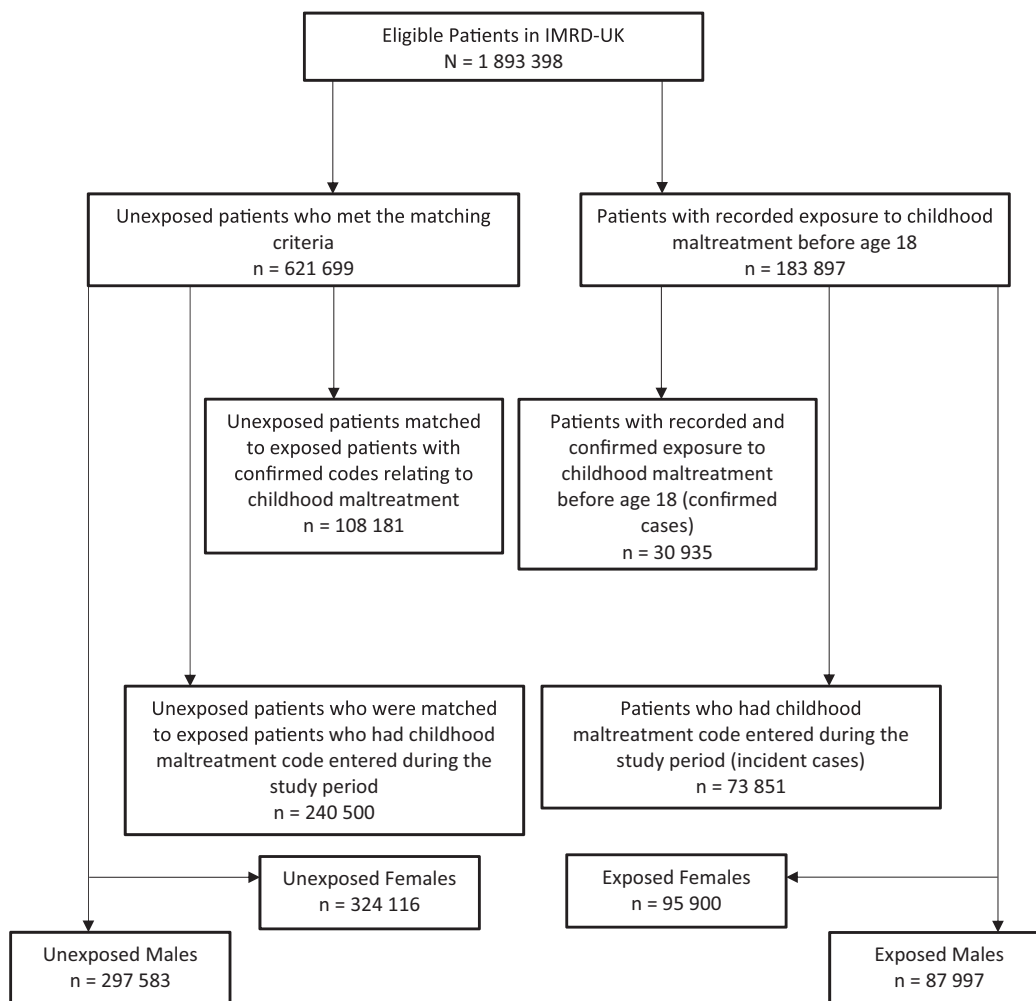 Eligible Patients in IMRD-UK
N = 1 893 398
Unexposed patients who met the matching
criteria
n = 621 699
Patients with recorded exposure to childhood
maltreatment before age 18
n = 183 897
Unexposed patients matched
to exposed patients with
confirmed codes relating to
childhood maltreatment
n = 108 181
Patients with recorded and
confirmed exposure to
childhood maltreatment
before age 18 (confirmed
cases)
n = 30 935
Unexposed patients who were matched
to exposed patients who had childhood
maltreatment code entered during the
study period
n = 240 500
Patients who had childhood
maltreatment code entered during the
study period (incident cases)
n = 73 851
Unexposed Females
n = 324 116
Exposed Females
n = 95 900
Unexposed Males
n = 297 583
Exposed Males
n = 87 997